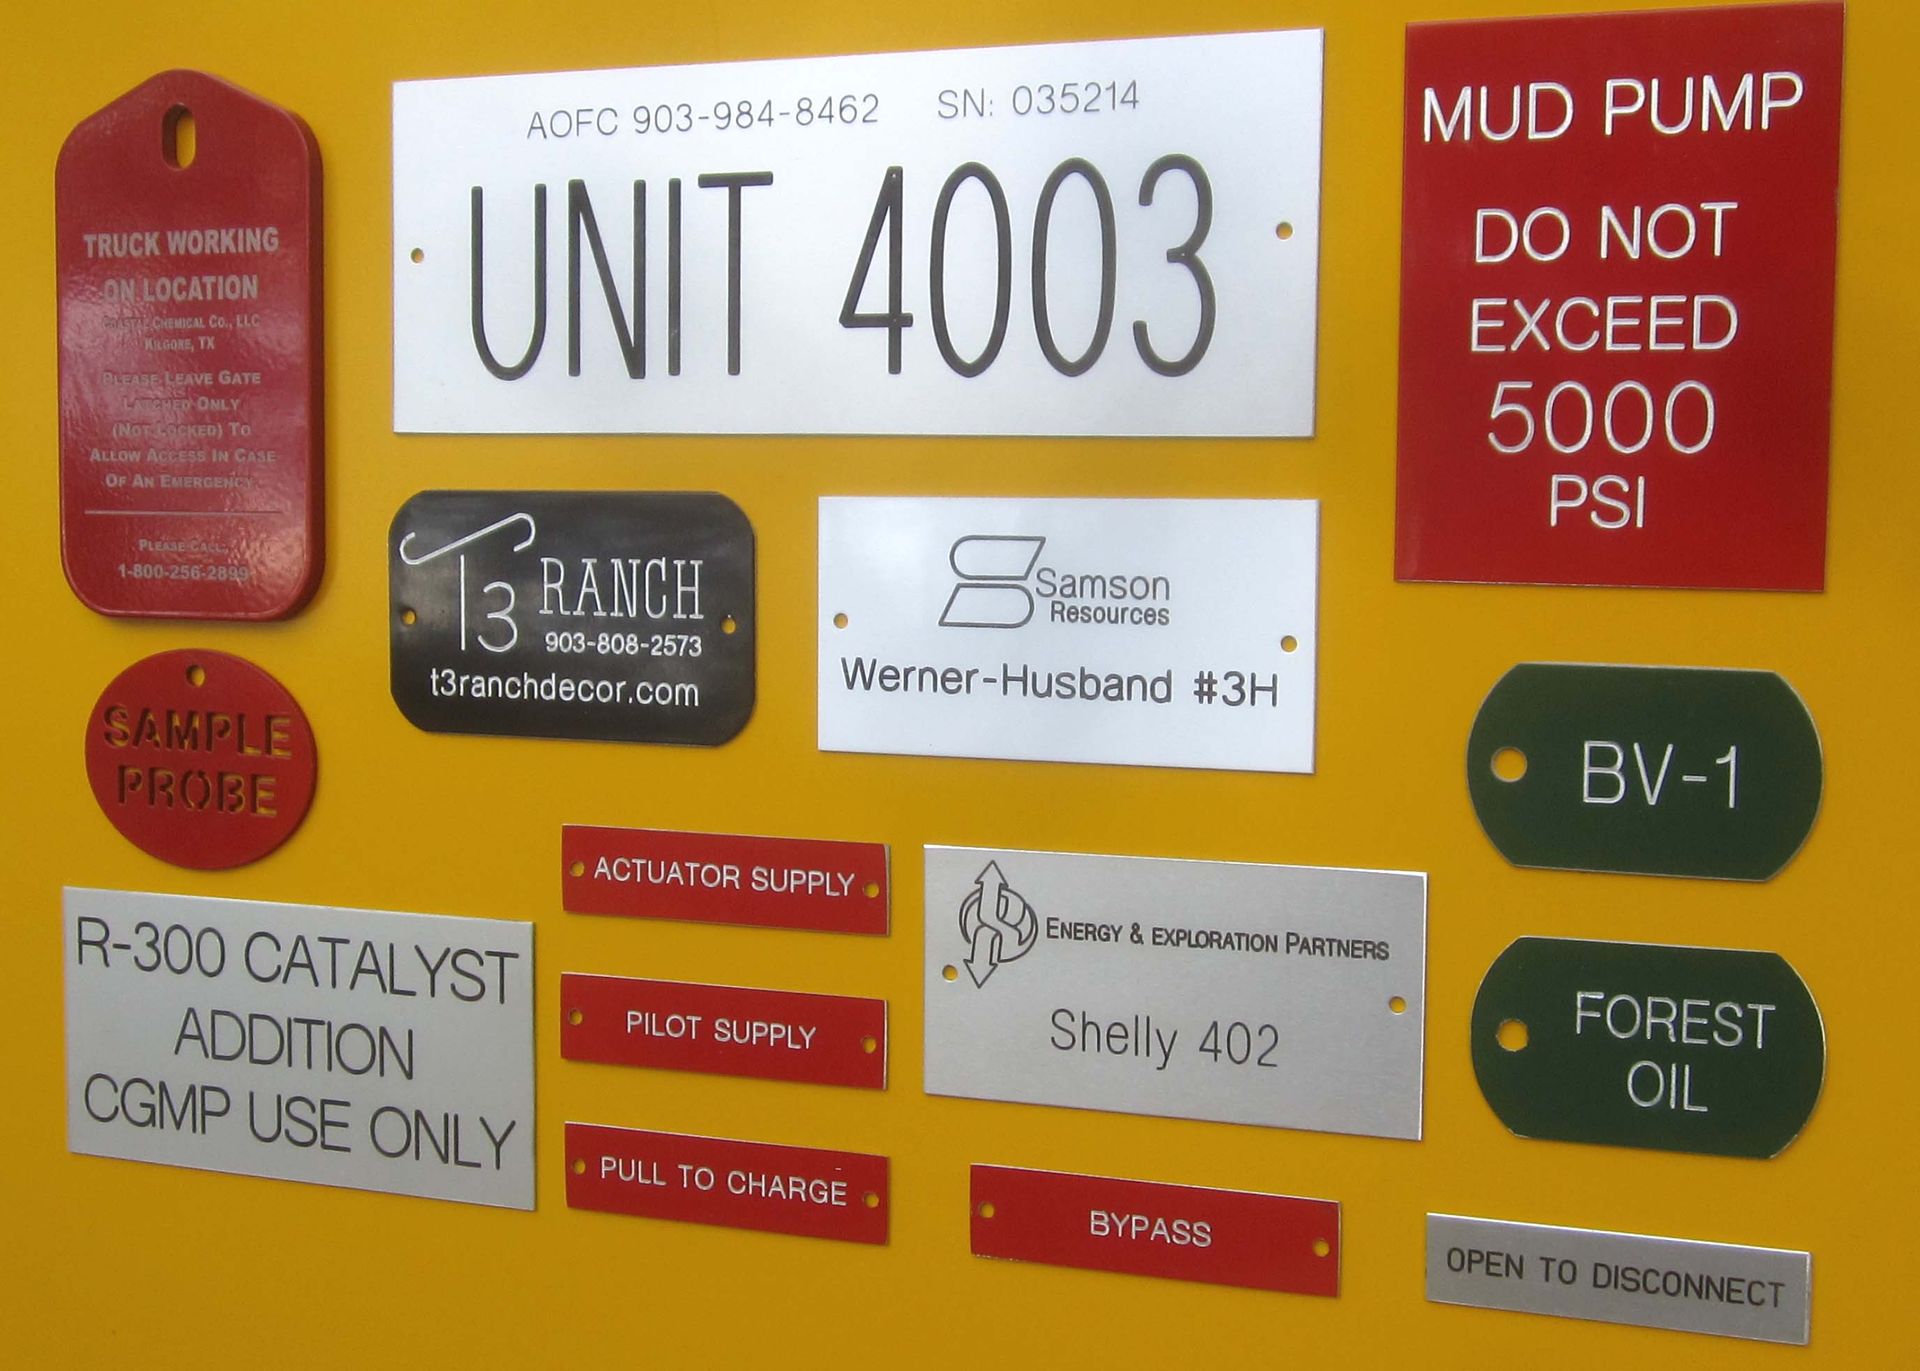 TRUCK WORKING
ON LOCATION
COASTAL CHEMICAL CO., LLC
KILGORE, TX
PLEASE LEAVE GATE
LATCHED ONLY
(NOT LOCKED) TO
ALLOW ACCESS IN CASE
OF AN EMERGENCY.
PLEASE CALL,
1-800-256-2899
AOFC 903-984-8462 SN: 035214
UNIT 4003
MUD PUMP
DO NOT
EXCEED
5000
PSI
T3 RANCH
903-808-2573
t3ranchdecor.com
Samson
Resources
Werner-Husband #3H
SAMPLE
PROBE
BV-1
ACTUATOR SUPPLY
ENERGY & EXPLORATION PARTNERS
Shelly 402
R-300 CATALYST
ADDITION
CGMP USE ONLY
PILOT SUPPLY
FOREST
OIL
PULL TO CHARGE
BYPASS
OPEN TO DISCONNECT